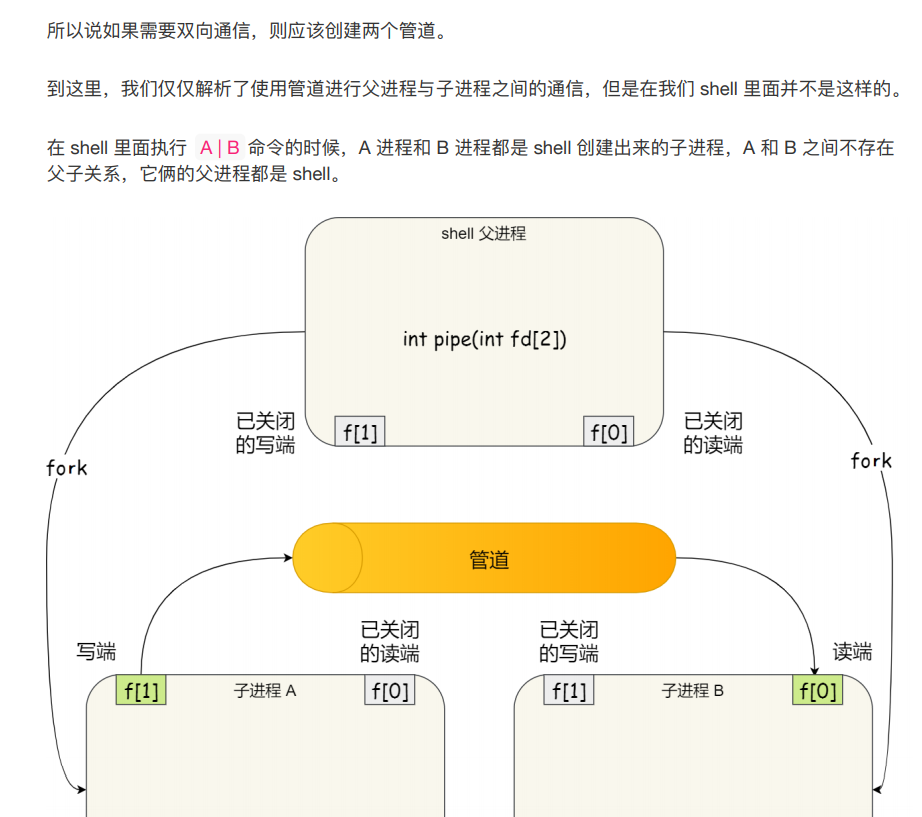 所以说如果需要双向通信，则应该创建两个管道。
到这里，我们仅仅解析了使用管道进行父进程与子进程之间的通信，但是在我们 shell 里面并不是这样的。
在 shell 里面执行 A | B 命令的时候，A 进程和 B 进程都是 shell 创建出来的子进程，A 和 B 之间不存在
父子关系，它俩的父进程都是 shell。
shell 父进程
int pipe(int fd[2])
已关闭
的写端
f[1]
f[0]
已关闭
的读端
fork
fork
管道
写端
已关闭
的读端
已关闭
的写端
读端
f[1]
子进程 A
f[0]
f[1]
子进程 B
f[0]